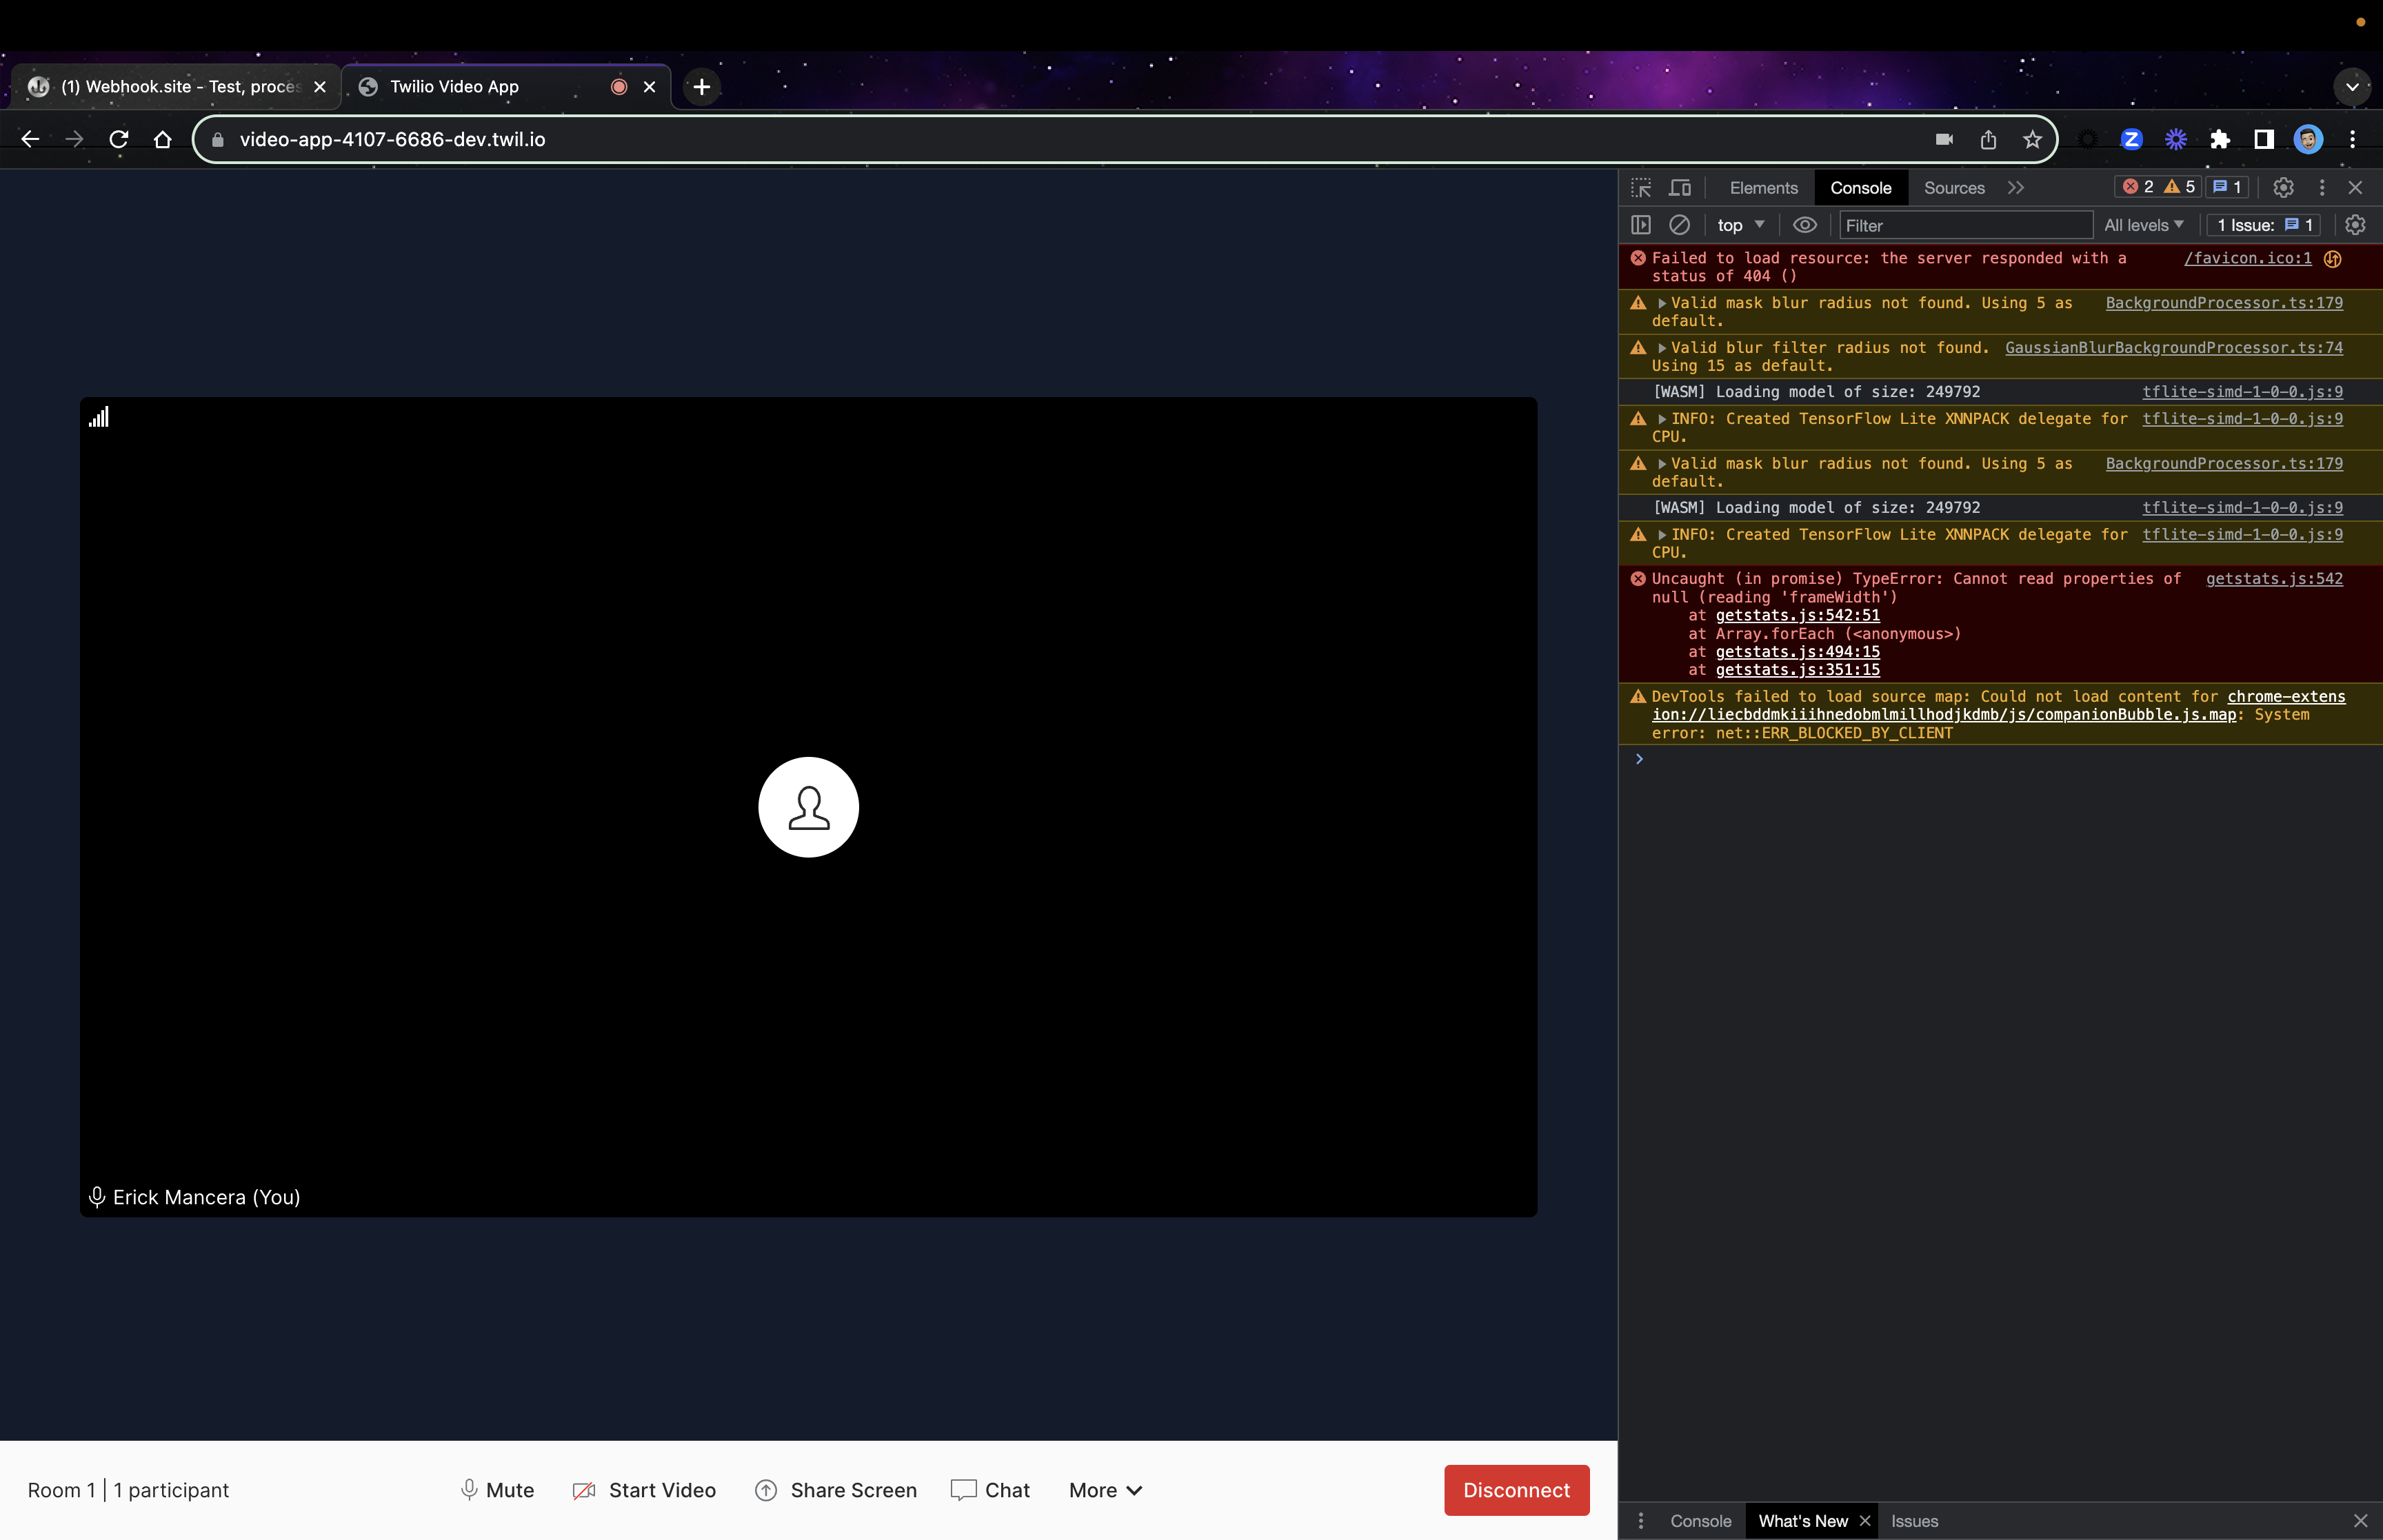 (1) Webhook.site - Test, proces
Twilio Video App
video-app-4107-6686-dev.twil.io
Elements Console Sources 2 5 1
top Filter All levels 1 Issue: 1
Failed to load resource: the server responded with a /favicon.ico:1
status of 404 ()
Valid mask blur radius not found. Using 5 as BackgroundProcessor.ts:179
default.
Valid blur filter radius not found. GaussianBlurBackgroundProcessor.ts:74
Using 15 as default.
[WASM] Loading model of size: 249792 tflite-simd-1-0-0.js:9
INFO: Created TensorFlow Lite XNNPACK delegate for tflite-simd-1-0-0.js:9
CPU.
Valid mask blur radius not found. Using 5 as BackgroundProcessor.ts:179
default.
[WASM] Loading model of size: 249792 tflite-simd-1-0-0.js:9
INFO: Created TensorFlow Lite XNNPACK delegate for tflite-simd-1-0-0.js:9
CPU.
Uncaught (in promise) TypeError: Cannot read properties of getstats.js:542
null (reading 'frameWidth')
at getstats.js:542:51
at Array.forEach (<anonymous>)
at getstats.js:494:15
at getstats.js:351:15
DevTools failed to load source map: Could not load content for chrome-extens
ion://liecbddmkiiihnedobmlmillhodjkdmb/js/companionBubble.js.map: System
error: net::ERR_BLOCKED_BY_CLIENT
Erick Mancera (You)
Room 1 | 1 participant
Mute
Start Video
Share Screen
Chat
More
Disconnect
Console What's New Issues